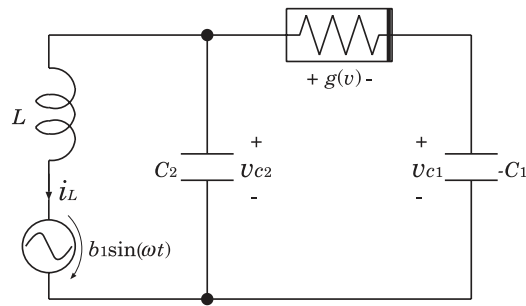 + g(v) -
L
C2
+
vc2
-
+
vc1
-
-C1
iL
b1sin(ωt)